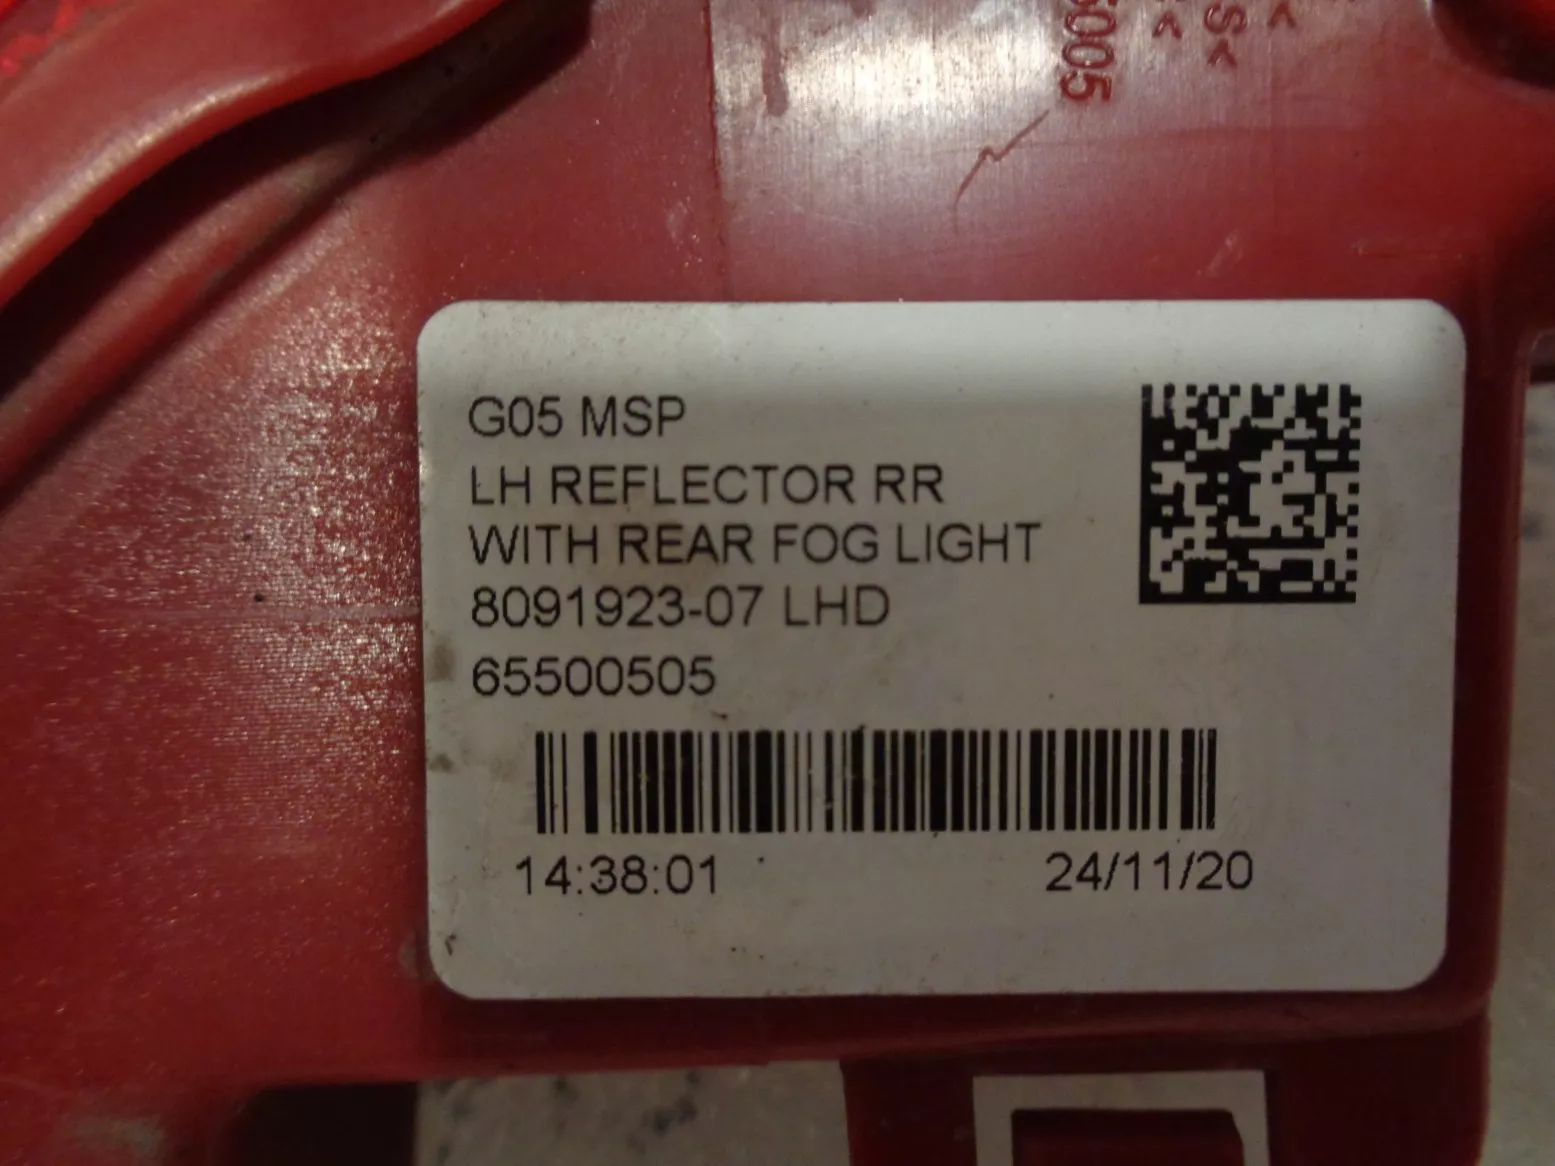 5005
S<
G05 MSP
LH REFLECTOR RR
WITH REAR FOG LIGHT
8091923-07 LHD
65500505
14:38:01
24/11/20